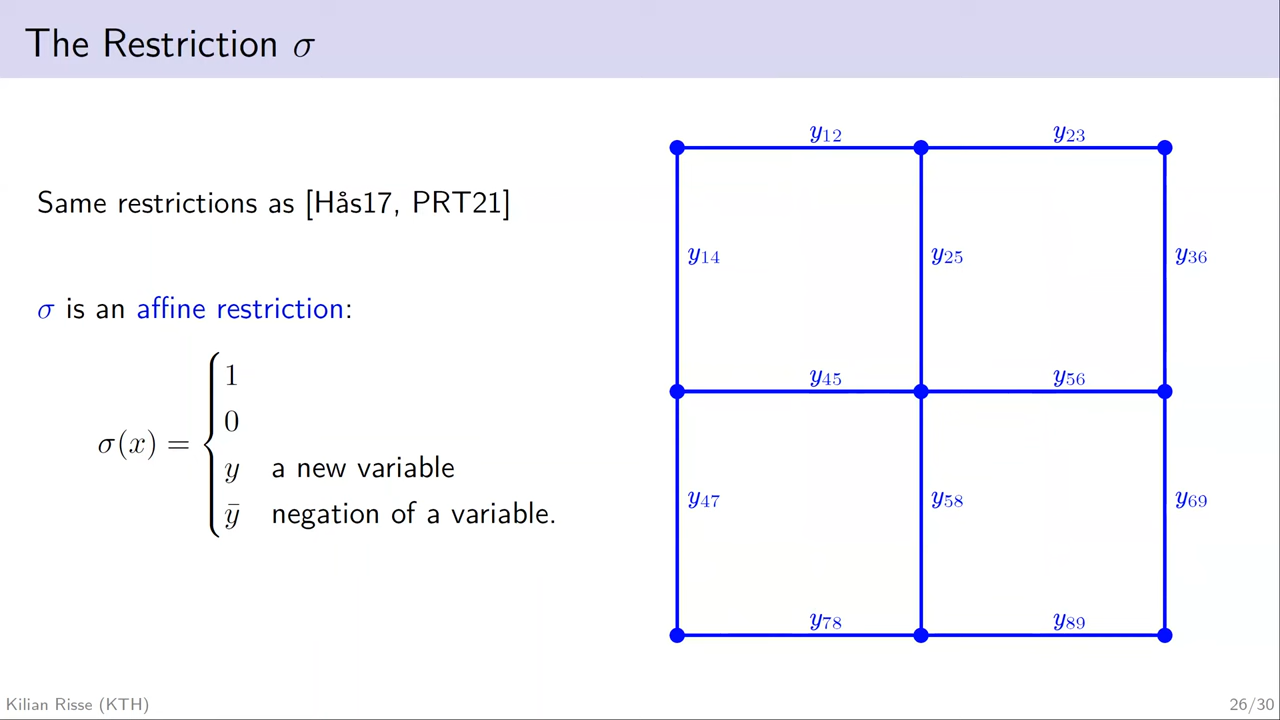 The Restriction σ
Same restrictions as [Hås17, PRT21]
σ is an affine restriction:
σ(x) =
1
0
y a new variable
ȳ negation of a variable.
y12 y23
y14 y25 y36
y45 y56
y47 y58 y69
y78 y89
Kilian Risse (KTH) 26/30